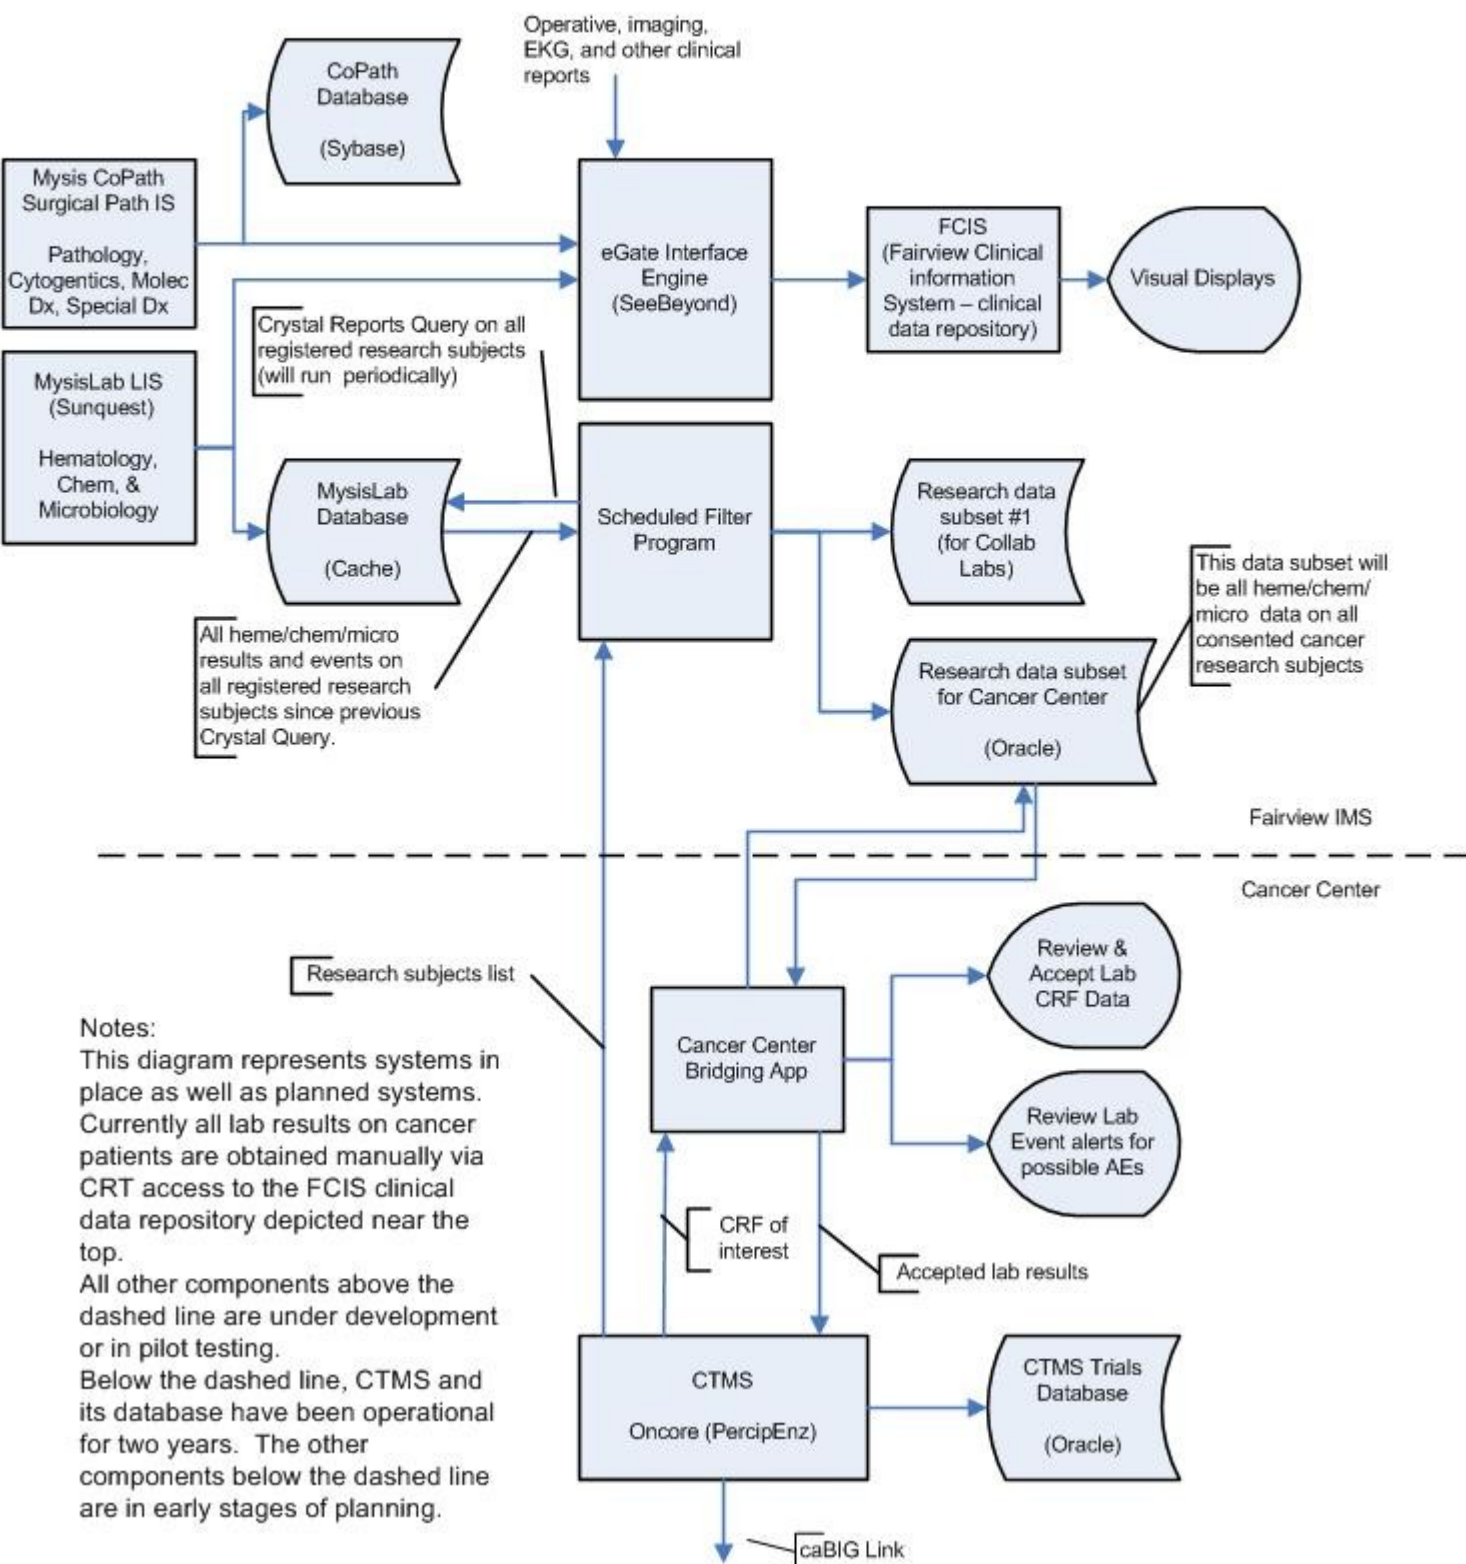 Operative, imaging,
EKG, and other clinical
reports
CoPath
Database
(Sybase)
Mysis CoPath
Surgical Path IS
Pathology,
Cytogentics, Molec
Dx, Special Dx
eGate Interface
Engine
(SeeBeyond)
FCIS
(Fairview Clinical
information
System – clinical
data repository)
Visual Displays
Crystal Reports Query on all
registered research subjects
(will run periodically)
MysisLab LIS
(Sunquest)
Hematology,
Chem, &
Microbiology
MysisLab
Database
(Cache)
Scheduled Filter
Program
Research data
subset #1
(for Collab
Labs)
This data subset will
be all heme/chem/
micro data on all
consented cancer
research subjects
All heme/chem/micro
results and events on
all registered research
subjects since previous
Crystal Query.
Research data subset
for Cancer Center
(Oracle)
Fairview IMS
Cancer Center
Research subjects list
Review &
Accept Lab
CRF Data
Cancer Center
Bridging App
Review Lab
Event alerts for
possible AEs
CRF of
interest
Accepted lab results
CTMS
Oncore (PercipEnz)
CTMS Trials
Database
(Oracle)
caBIG Link
Notes:
This diagram represents systems in
place as well as planned systems.
Currently all lab results on cancer
patients are obtained manually via
CRT access to the FCIS clinical
data repository depicted near the
top.
All other components above the
dashed line are under development
or in pilot testing.
Below the dashed line, CTMS and
its database have been operational
for two years. The other
components below the dashed line
are in early stages of planning.